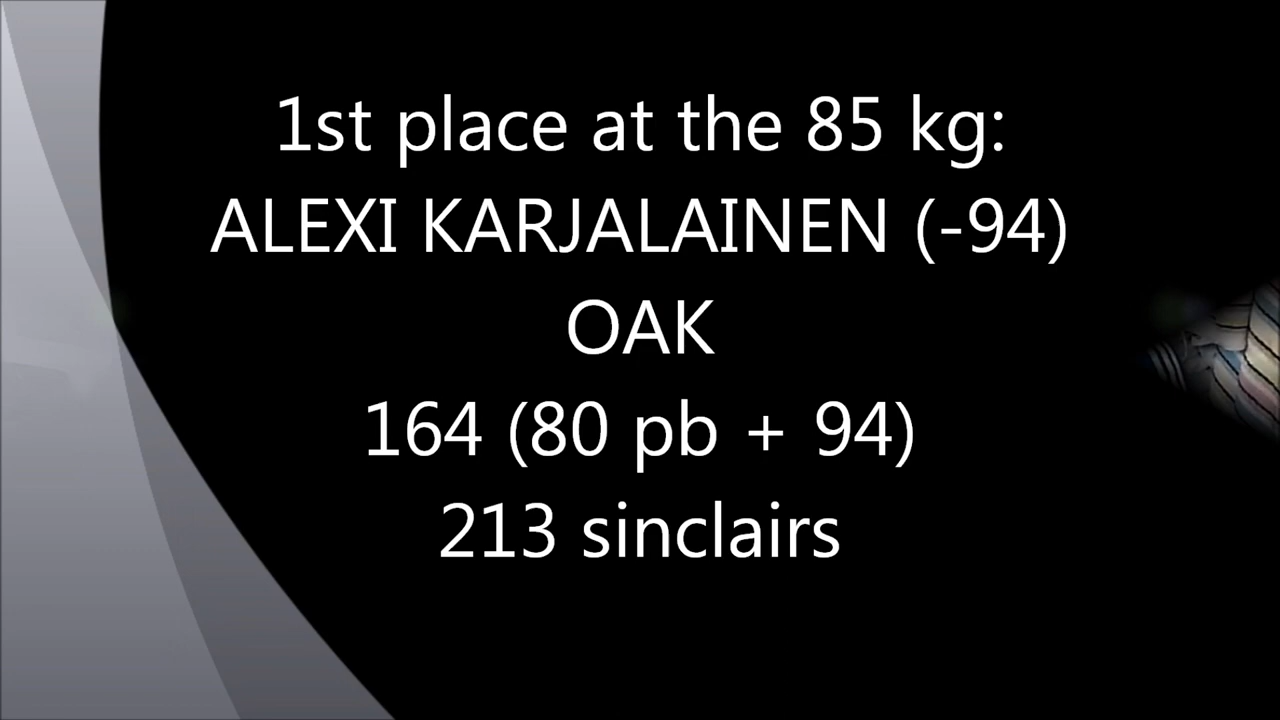 1st place at the 85 kg:
ALEXI KARJALAINEN (-94)
OAK
164 (80 pb + 94)
213 sinclairs